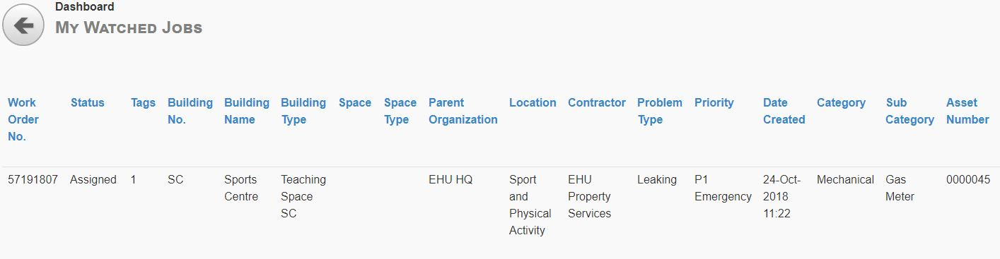 Dashboard
My Watched Jobs
Work Status Tags Building Building Building Space Space Parent Location Contractor Problem Priority Date Category Sub Asset
Order No. Name Type Type Organization Type Created Category Number
No.
57191807 Assigned 1 SC Sports Teaching EHU HQ Sport EHU Leaking P1 24-Oct- Mechanical Gas 0000045
Centre Space and Property Emergency 2018 Meter
SC Physical Services 11:22
Activity